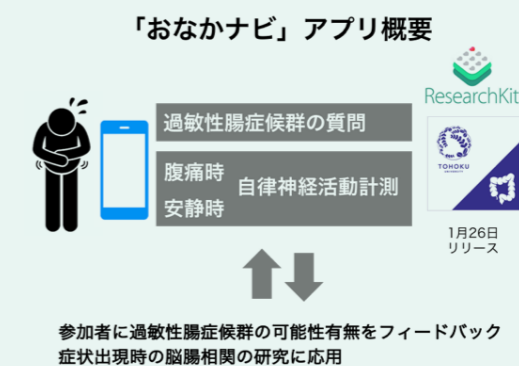 「おなかナビ」アプリ概要
ResearchKit
過敏性腸症候群の質問
腹痛時
安静時
自律神経活動計測
TOHOKU
UNIVERSITY
1月26日
リリース
参加者に過敏性腸症候群の可能性有無をフィードバック
症状出現時の脳腸相関の研究に応用